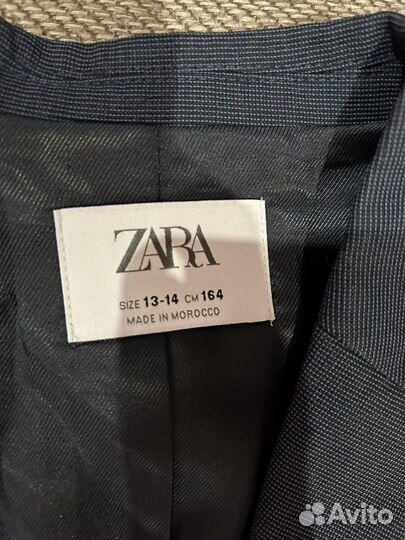 ZARA
SIZE 13-14 CM 164
MADE IN MOROCCO
Avito